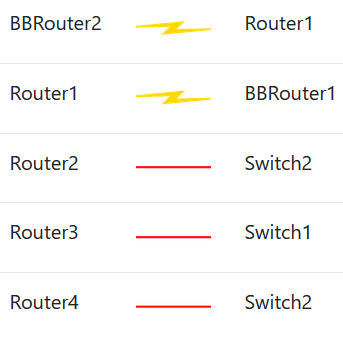 BBRouter2 Router1
Router1 BBRouter1
Router2 Switch2
Router3 Switch1
Router4 Switch2